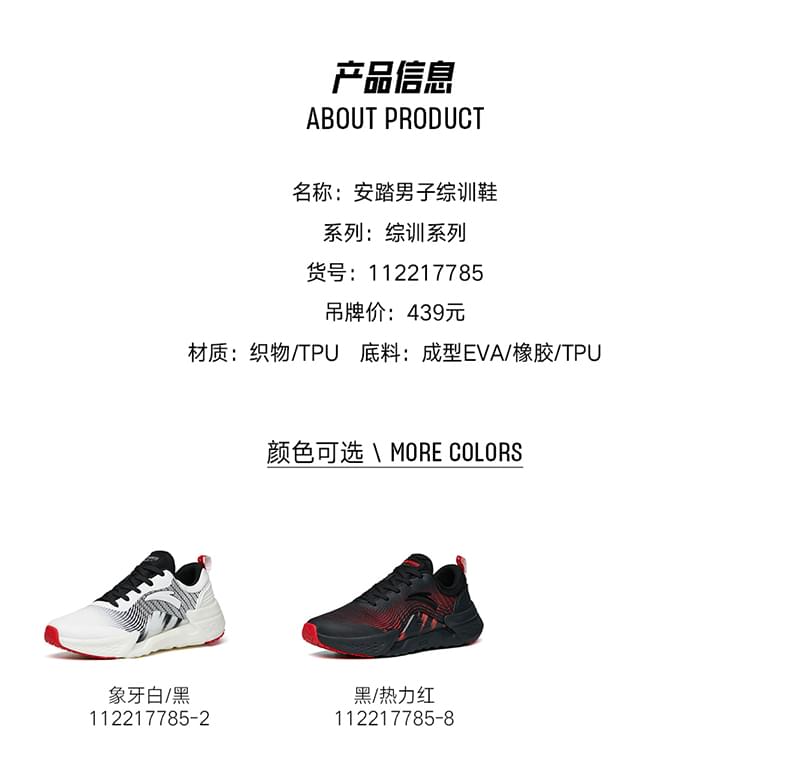 产品信息
ABOUT PRODUCT
名称：安踏男子综训鞋
系列：综训系列
货号：112217785
吊牌价：439元
材质：织物/TPU 底料：成型EVA/橡胶/TPU
颜色可选 \ MORE COLORS
象牙白/黑
112217785-2
黑/热力红
112217785-8